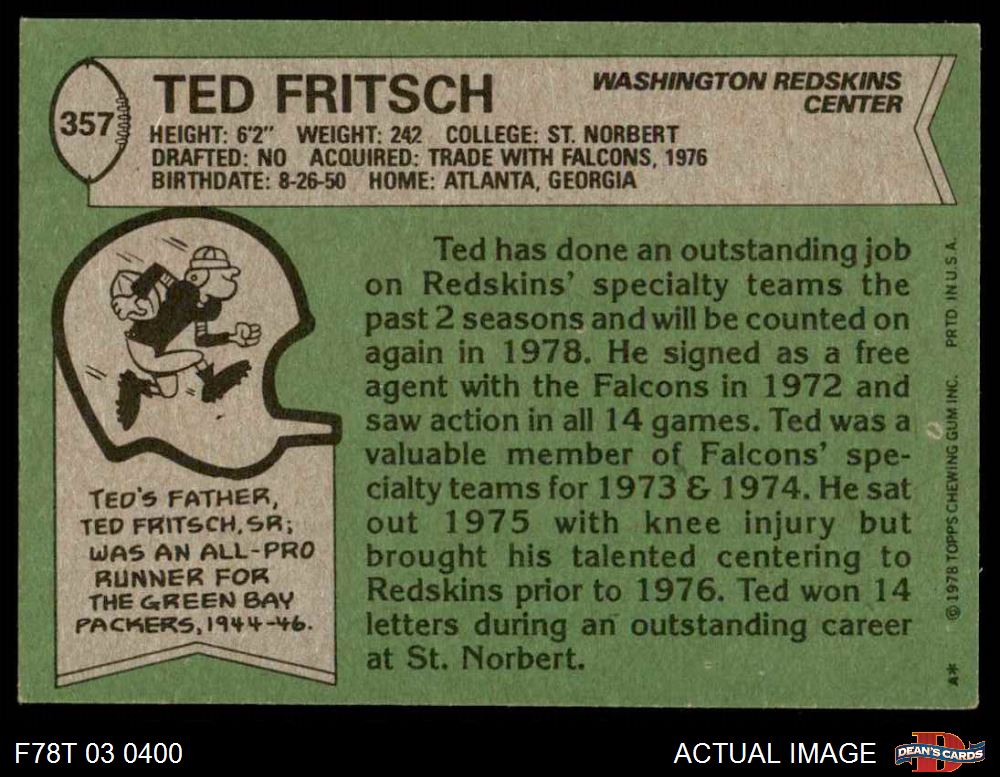 357
TED FRITSCH
WASHINGTON REDSKINS
CENTER
HEIGHT: 6'2" WEIGHT: 242 COLLEGE: ST. NORBERT
DRAFTED: NO ACQUIRED: TRADE WITH FALCONS, 1976
BIRTHDATE: 8-26-50 HOME: ATLANTA, GEORGIA
TED'S FATHER,
TED FRITSCH, SR;
WAS AN ALL-PRO
RUNNER FOR
THE GREEN BAY
PACKERS, 1944-46.
Ted has done an outstanding job
on Redskins' specialty teams the
past 2 seasons and will be counted on
again in 1978. He signed as a free
agent with the Falcons in 1972 and
saw action in all 14 games. Ted was a
valuable member of Falcons' spe-
cialty teams for 1973 & 1974. He sat
out 1975 with knee injury but
brought his talented centering to
Redskins prior to 1976. Ted won 14
letters during an outstanding career
at St. Norbert.
A* © 1978 TOPPS CHEWING GUM INC. PRTD IN U.S.A.
F78T 03 0400
ACTUAL IMAGE
D
DEAN'S CARDS